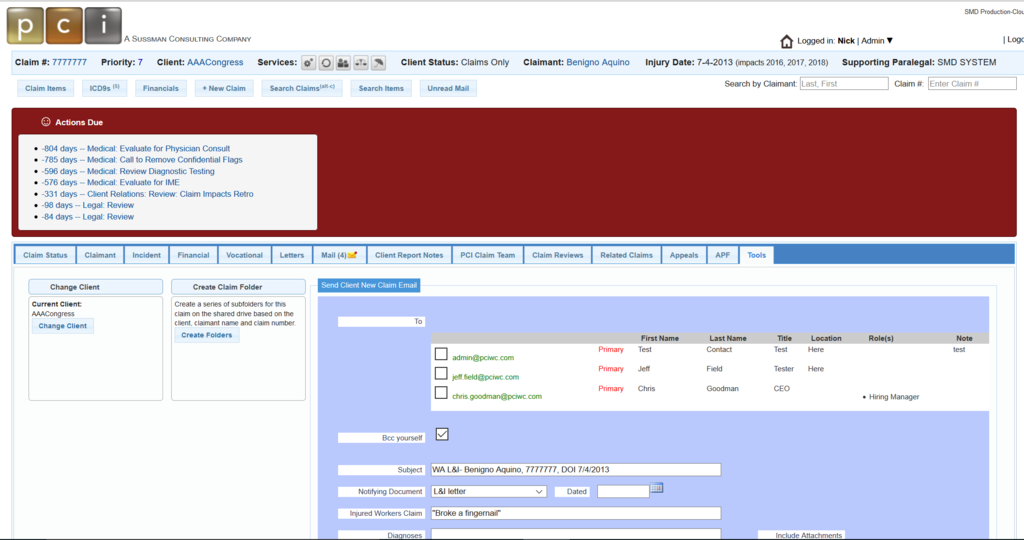 SMD Production-Clou
pci A SUSSMAN CONSULTING COMPANY
Logged in: Nick | Admin ▼ | Logo
Claim #: 7777777 Priority: 7 Client: AAACongress Services: Client Status: Claims Only Claimant: Benigno Aquino Injury Date: 7-4-2013 (impacts 2016, 2017, 2018) Supporting Paralegal: SMD SYSTEM
Claim Items ICD9s (5) Financials + New Claim Search Claims(alt-c) Search Items Unread Mail Search by Claimant: Last, First Claim #: Enter Claim #
Actions Due
-804 days -- Medical: Evaluate for Physician Consult
-785 days -- Medical: Call to Remove Confidential Flags
-596 days -- Medical: Review Diagnostic Testing
-576 days -- Medical: Evaluate for IME
-331 days -- Client Relations: Review: Claim Impacts Retro
-98 days -- Legal: Review
-84 days -- Legal: Review
Claim Status Claimant Incident Financial Vocational Letters Mail (4) Client Report Notes PCI Claim Team Claim Reviews Related Claims Appeals APF Tools
Change Client
Current Client:
AAACongress
Change Client
Create Claim Folder
Create a series of subfolders for this
claim on the shared drive based on the
client, claimant name and claim number.
Create Folders
Send Client New Claim Email
To
First Name Last Name Title Location Role(s) Note
admin@pciwc.com Primary Test Contact Test Here test
jeff.field@pciwc.com Primary Jeff Field Tester Here
chris.goodman@pciwc.com Primary Chris Goodman CEO
Hiring Manager
Bcc yourself
Subject WA L&I- Benigno Aquino, 7777777, DOI 7/4/2013
Notifying Document L&I letter Dated
Injured Workers Claim "Broke a fingernail"
Diagnoses Include Attachments